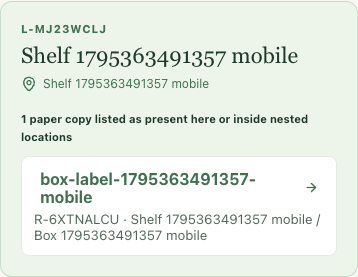 L-MJ23WCLJ
Shelf 1795363491357 mobile
Shelf 1795363491357 mobile
1 paper copy listed as present here or inside nested
locations
box-label-1795363491357-
mobile
R-6XTNALCU · Shelf 1795363491357 mobile /
Box 1795363491357 mobile